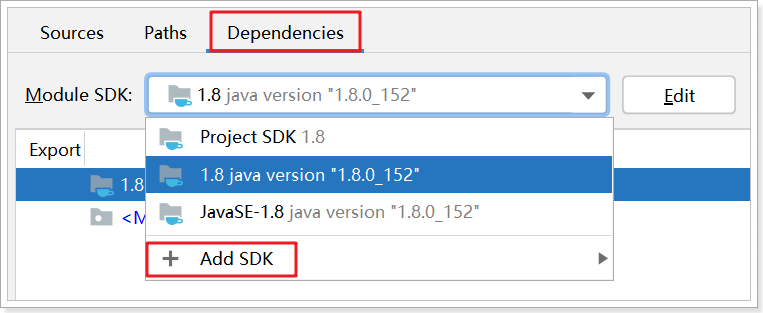 Sources Paths Dependencies
Module SDK: 1.8 java version "1.8.0_152" Edit
Project SDK 1.8
Export
1.8 java version "1.8.0_152"
1.8
JavaSE-1.8 java version "1.8.0_152"
<M
Add SDK